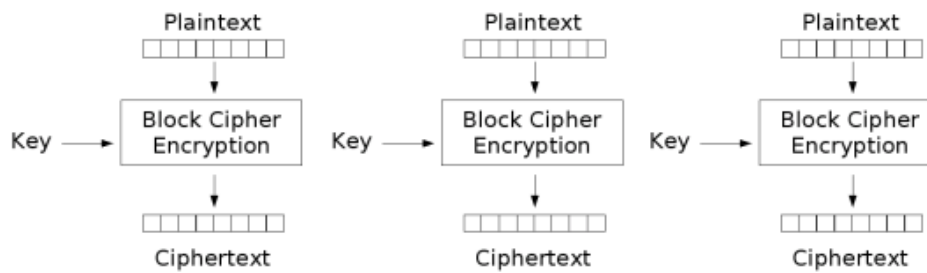 Plaintext
Plaintext
Plaintext
Key
Block Cipher
Encryption
Key
Block Cipher
Encryption
Key
Block Cipher
Encryption
Ciphertext
Ciphertext
Ciphertext